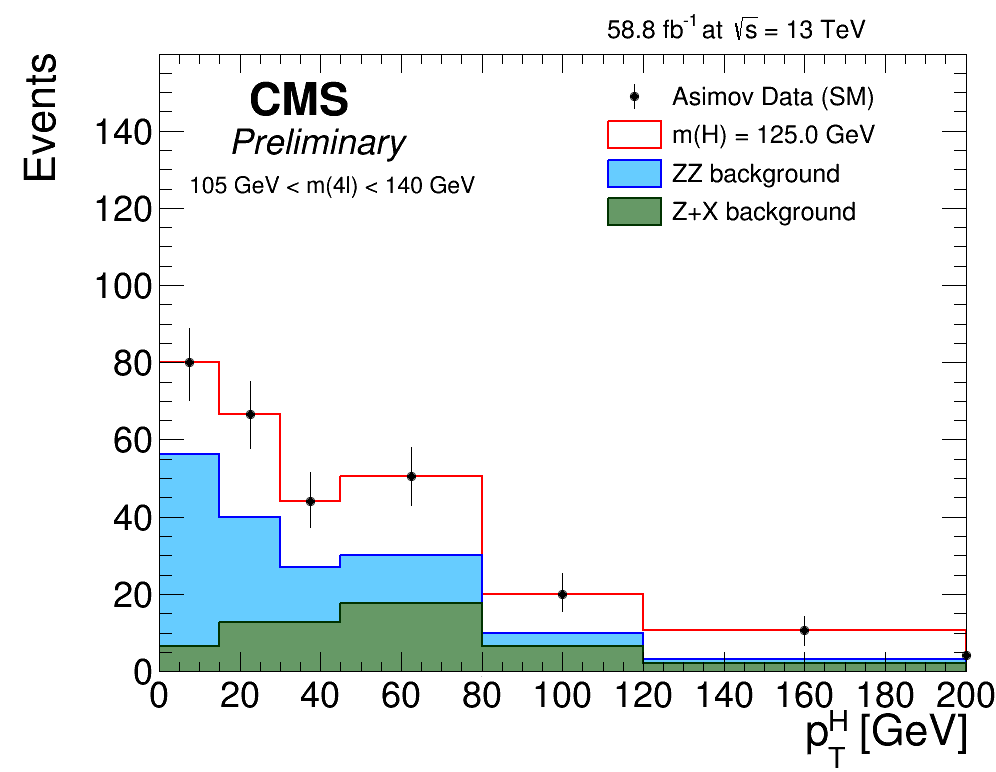 58.8 fb⁻¹ at √s = 13 TeV
Events
CMS
Preliminary
105 GeV < m(4l) < 140 GeV
Asimov Data (SM)
m(H) = 125.0 GeV
ZZ background
Z+X background
140
120
100
80
60
40
20
0
0 20 40 60 80 100 120 140 160 180 200
p_T^H [GeV]